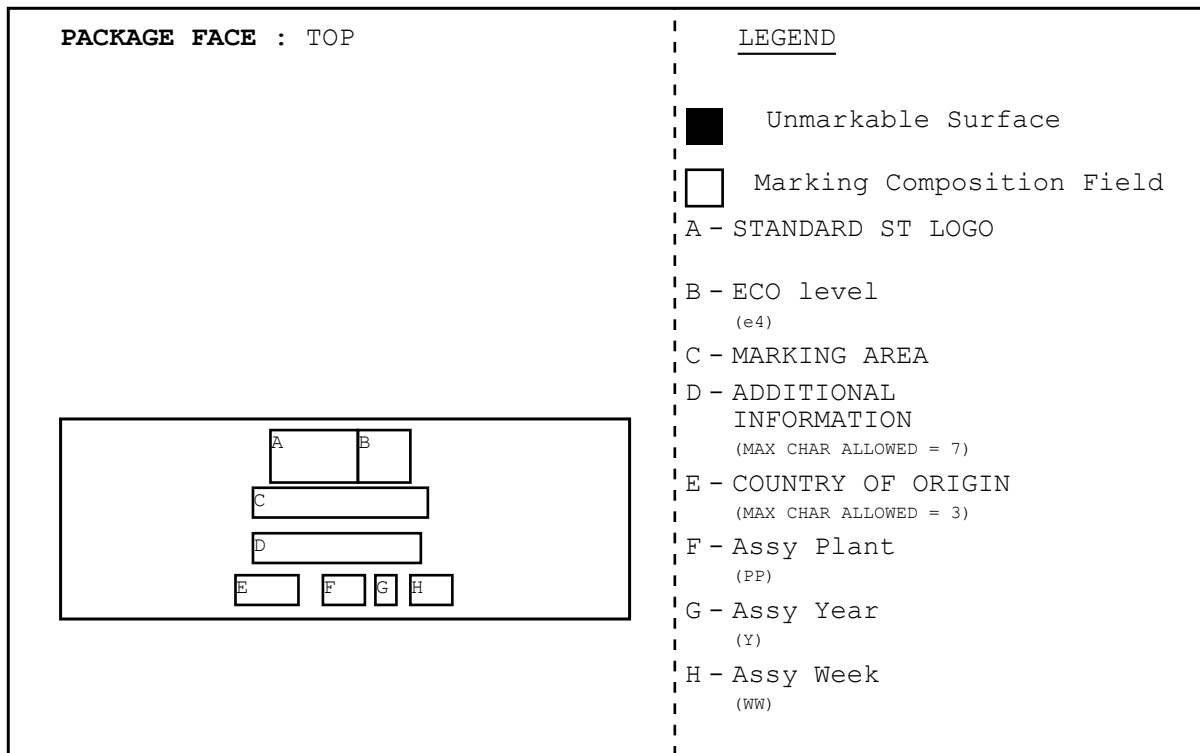 PACKAGE FACE : TOP
A
B
C
D
E
F
G
H
LEGEND
Unmarkable Surface
Marking Composition Field
A - STANDARD ST LOGO
B - ECO level
(e4)
C - MARKING AREA
D - ADDITIONAL
INFORMATION
(MAX CHAR ALLOWED = 7)
E - COUNTRY OF ORIGIN
(MAX CHAR ALLOWED = 3)
F - Assy Plant
(PP)
G - Assy Year
(Y)
H - Assy Week
(WW)